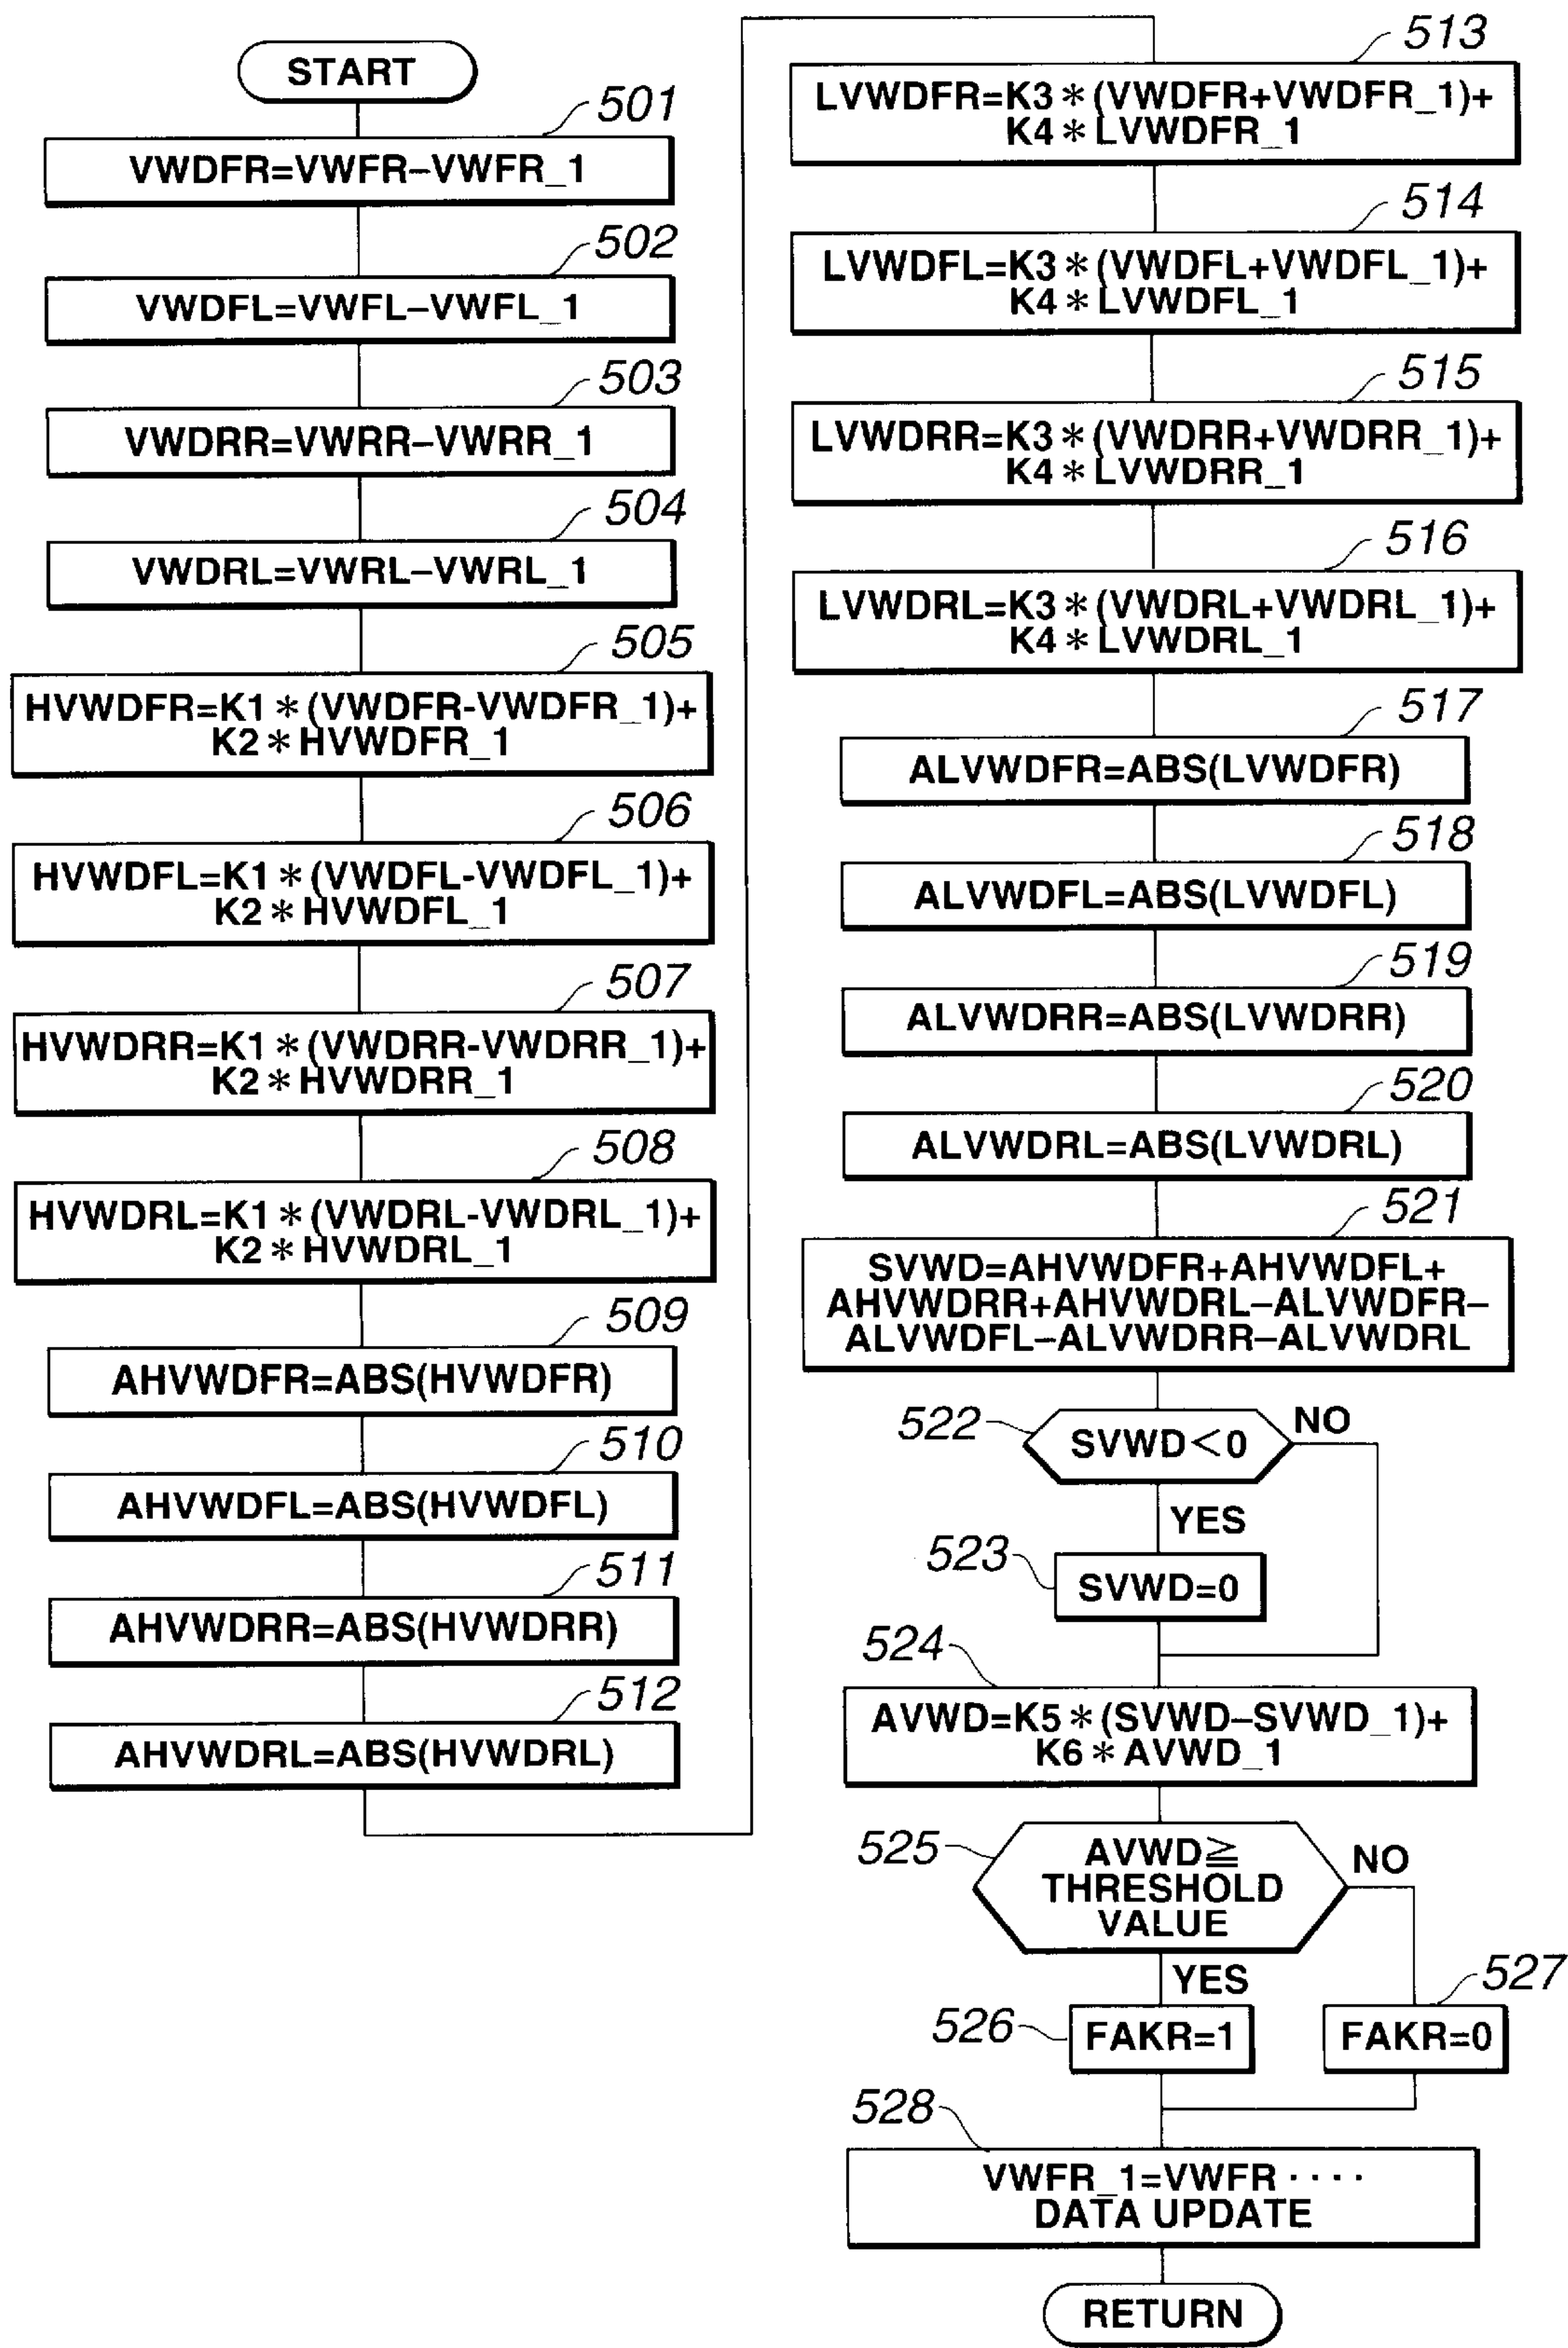 START
501
VWDFR=VWFR–VWFR_1
502
VWDFL=VWFL–VWFL_1
503
VWDRR=VWRR–VWRR_1
504
VWDRL=VWRL–VWRL_1
505
HVWDFR=K1*(VWDFR-VWDFR_1)+
K2*HVWDFR_1
506
HVWDFL=K1*(VWDFL-VWDFL_1)+
K2*HVWDFL_1
507
HVWDRR=K1*(VWDRR-VWDRR_1)+
K2*HVWDRR_1
508
HVWDRL=K1*(VWDRL-VWDRL_1)+
K2*HVWDRL_1
509
AHVWDFR=ABS(HVWDFR)
510
AHVWDFL=ABS(HVWDFL)
511
AHVWDRR=ABS(HVWDRR)
512
AHVWDRL=ABS(HVWDRL)
513
LVWDFR=K3*(VWDFR+VWDFR_1)+
K4*LVWDFR_1
514
LVWDFL=K3*(VWDFL+VWDFL_1)+
K4*LVWDFL_1
515
LVWDRR=K3*(VWDRR+VWDRR_1)+
K4*LVWDRR_1
516
LVWDRL=K3*(VWDRL+VWDRL_1)+
K4*LVWDRL_1
517
ALVWDFR=ABS(LVWDFR)
518
ALVWDFL=ABS(LVWDFL)
519
ALVWDRR=ABS(LVWDRR)
520
ALVWDRL=ABS(LVWDRL)
521
SVWD=AHVWDFR+AHVWDFL+
AHVWDRR+AHVWDRL–ALVWDFR–
ALVWDFL–ALVWDRR–ALVWDRL
522
SVWD<0
NO
YES
523
SVWD=0
524
AVWD=K5*(SVWD–SVWD_1)+
K6*AVWD_1
525
AVWD≧
THRESHOLD
VALUE
NO
YES
526
FAKR=1
527
FAKR=0
528
VWFR_1=VWFR ····
DATA UPDATE
RETURN